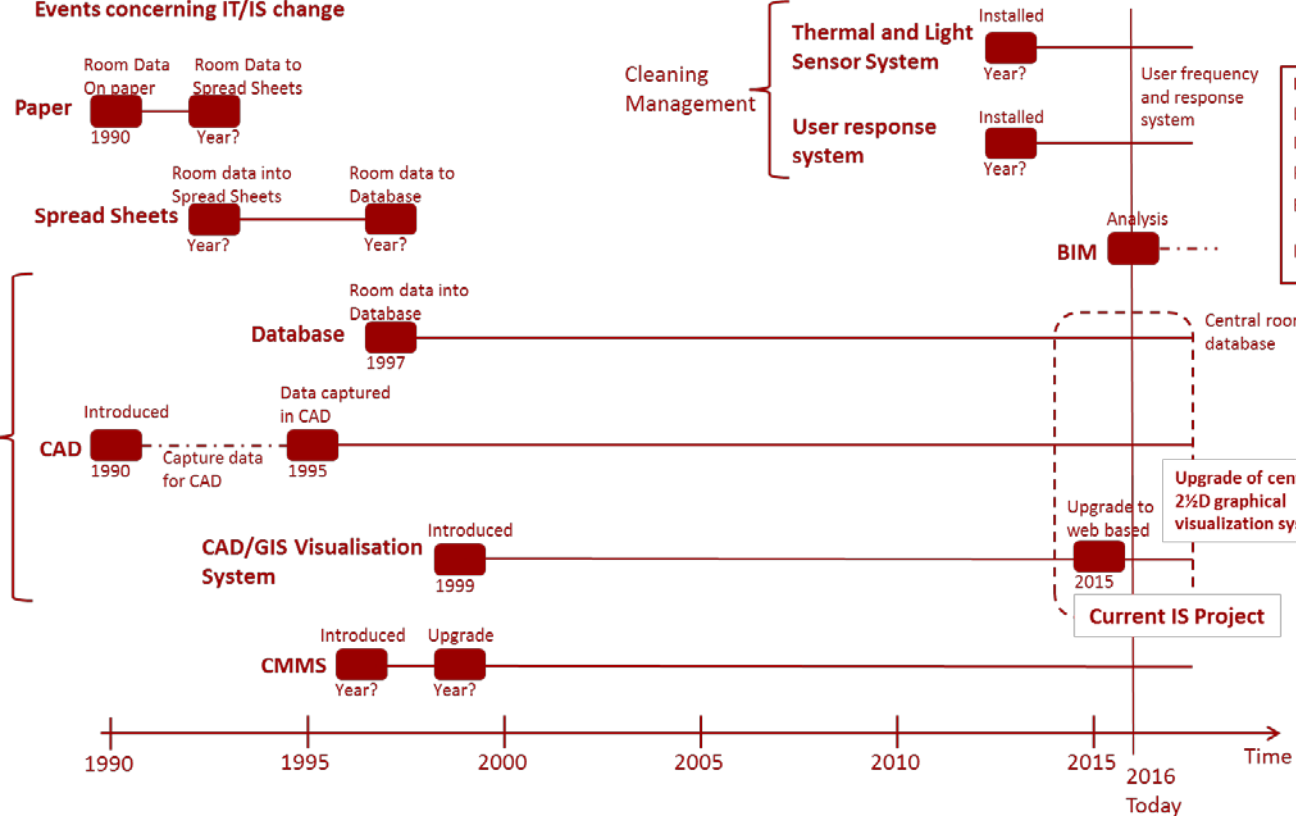 Events concerning IT/IS change
Room Data
On paper
Room Data to
Spread Sheets
Paper
1990
Year?
Cleaning
Management
Thermal and Light
Sensor System
Installed
Year?
User frequency
and response
system
User response
system
Installed
Year?
Room data into
Spread Sheets
Room data to
Database
Spread Sheets
Year?
Year?
Analysis
BIM
Room data into
Database
Database
1997
Central
database
Introduced
Data captured
in CAD
CAD
1990
Capture data
for CAD
1995
Upgrade of
2½D graphical
visualization
Introduced
CAD/GIS Visualisation
System
1999
Upgrade to
web based
2015
Current IS Project
Introduced
Upgrade
CMMS
Year?
Year?
1990
1995
2000
2005
2010
2015
2016
Today
Time